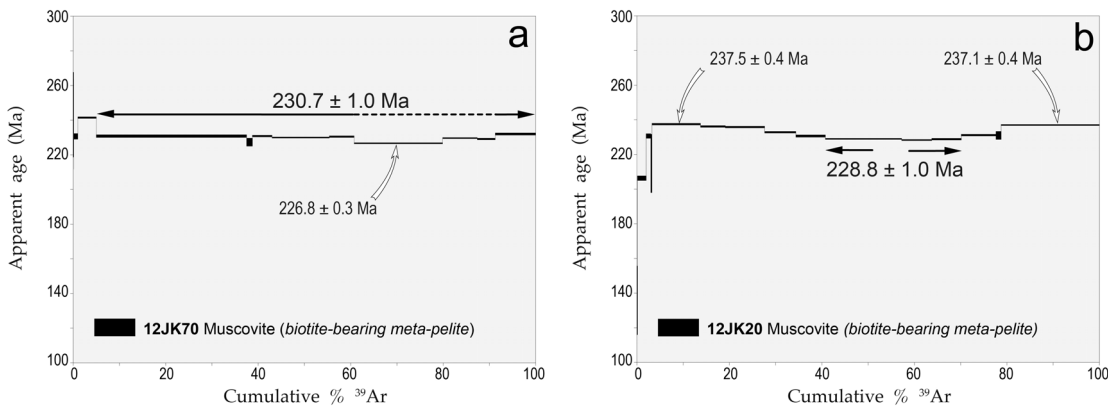 a
300
260
220
180
140
100
Apparent age (Ma)
230.7 ± 1.0 Ma
226.8 ± 0.3 Ma
12JK70 Muscovite (biotite-bearing meta-pelite)
0 20 40 60 80 100
Cumulative % ³⁹Ar
b
300
260
220
180
140
100
Apparent age (Ma)
237.5 ± 0.4 Ma
237.1 ± 0.4 Ma
228.8 ± 1.0 Ma
12JK20 Muscovite (biotite-bearing meta-pelite)
0 20 40 60 80 100
Cumulative % ³⁹Ar